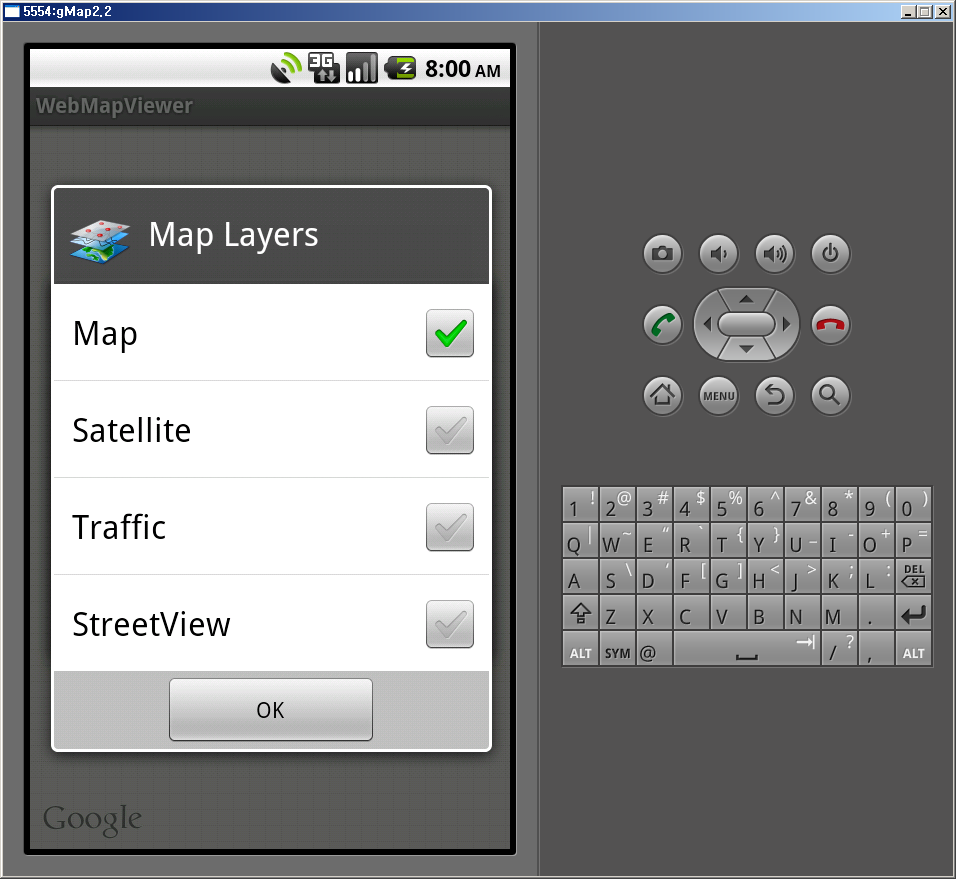 5554:gMap2.2
3G 8:00 AM
WebMapViewer
Map Layers
Map
Satellite
Traffic
StreetView
OK
Google
MENU
1 ! 2 @ 3 # 4 $ 5 % 6 ^ 7 & 8 * 9 ( 0 )
Q | W ~ E “ R ` T { Y } U _ I - O + P =
A S \ D ‘ F [ G ] H < J > K ; L : DEL
Z X C V B N M .
ALT SYM @ / ? , ALT